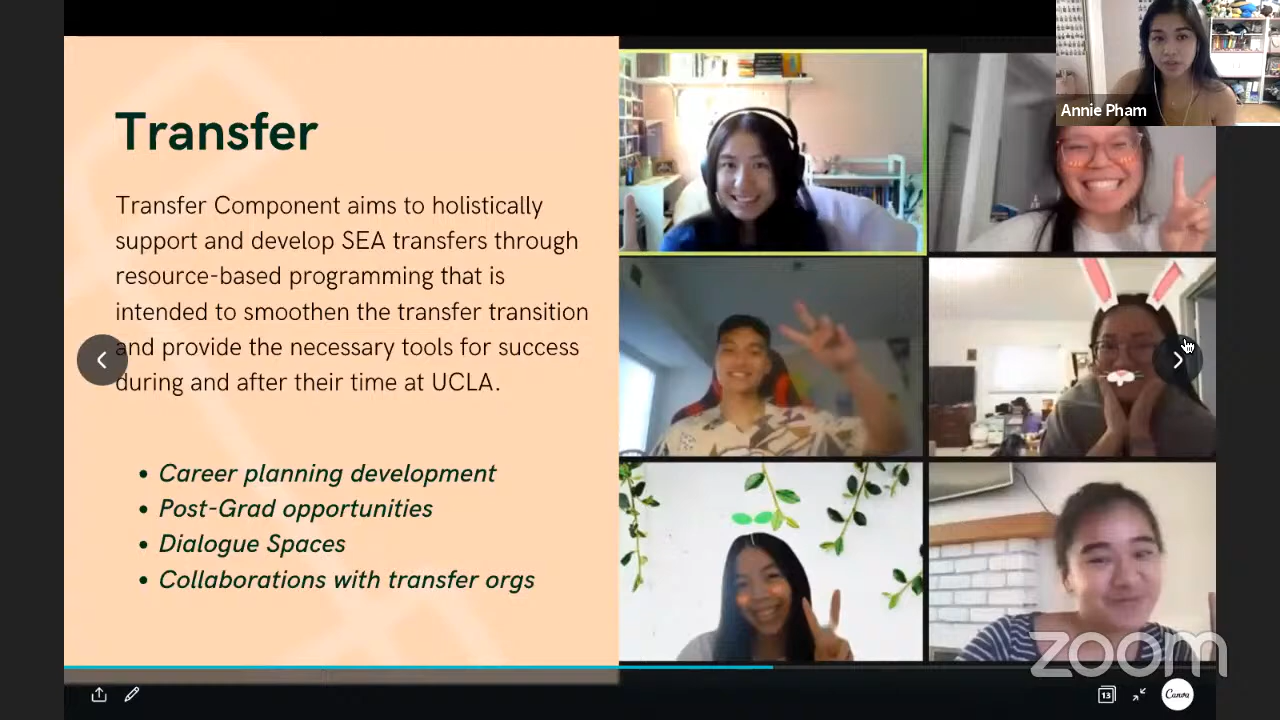 Annie Pham
Transfer
Transfer Component aims to holistically
support and develop SEA transfers through
resource-based programming that is
intended to smoothen the transfer transition
and provide the necessary tools for success
during and after their time at UCLA.
• Career planning development
• Post-Grad opportunities
• Dialogue Spaces
• Collaborations with transfer orgs
zoom
13
Canva